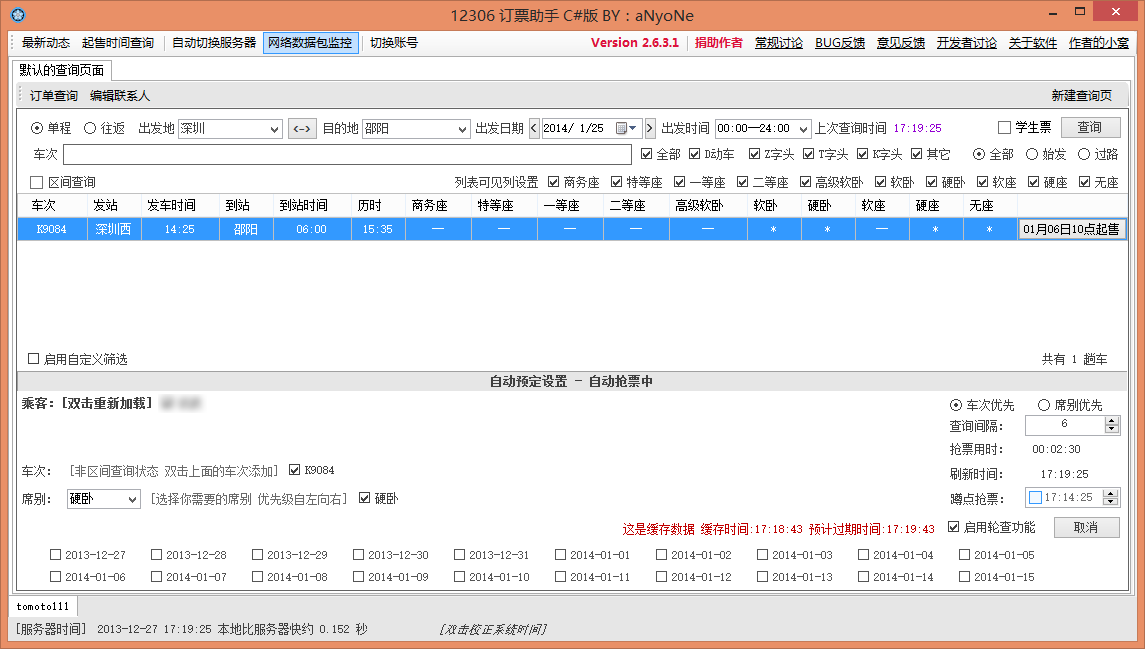 12306 订票助手 C#版 BY：aNyoNe
最新动态 起售时间查询 自动切换服务器 网络数据包监控 切换账号 Version 2.6.3.1 捐助作者 常规讨论 BUG反馈 意见反馈 开发者讨论 关于软件 作者的小窝
默认的查询页面
订单查询 编辑联系人 新建查询页
单程 往返 出发地 深圳 <-> 目的地 邵阳 出发日期 < 2014/ 1/25 > 出发时间 00:00——24:00 上次查询时间 17:19:25 学生票 查询
车次 全部 D动车 Z字头 T字头 K字头 其它 全部 始发 过路
区间查询 列表可见列设置 商务座 特等座 一等座 二等座 高级软卧 软卧 硬卧 软座 硬座 无座
车次 发站 发车时间 到站 到站时间 历时 商务座 特等座 一等座 二等座 高级软卧 软卧 硬卧 软座 硬座 无座
K9084 深圳西 14:25 邵阳 06:00 15:35 — — — — — * * — * * 01月06日10点起售
启用自定义筛选 共有 1 趟车
自动预定设置 - 自动抢票中
乘客：[双击重新加载] 车次优先 席别优先
查询间隔： 6
抢票用时： 00:02:30
车次： [非区间查询状态 双击上面的车次添加] K9084 刷新时间： 17:19:25
席别： 硬卧 [选择你需要的席别 优先级自左向右] 硬卧 蹲点抢票： 17:14:25
这是缓存数据 缓存时间:17:18:43 预计过期时间:17:19:43 启用轮查功能 取消
2013-12-27 2013-12-28 2013-12-29 2013-12-30 2013-12-31 2014-01-01 2014-01-02 2014-01-03 2014-01-04 2014-01-05
2014-01-06 2014-01-07 2014-01-08 2014-01-09 2014-01-10 2014-01-11 2014-01-12 2014-01-13 2014-01-14 2014-01-15
tomoto111
[服务器时间] 2013-12-27 17:19:25 本地比服务器快约 0.152 秒 [双击校正系统时间]